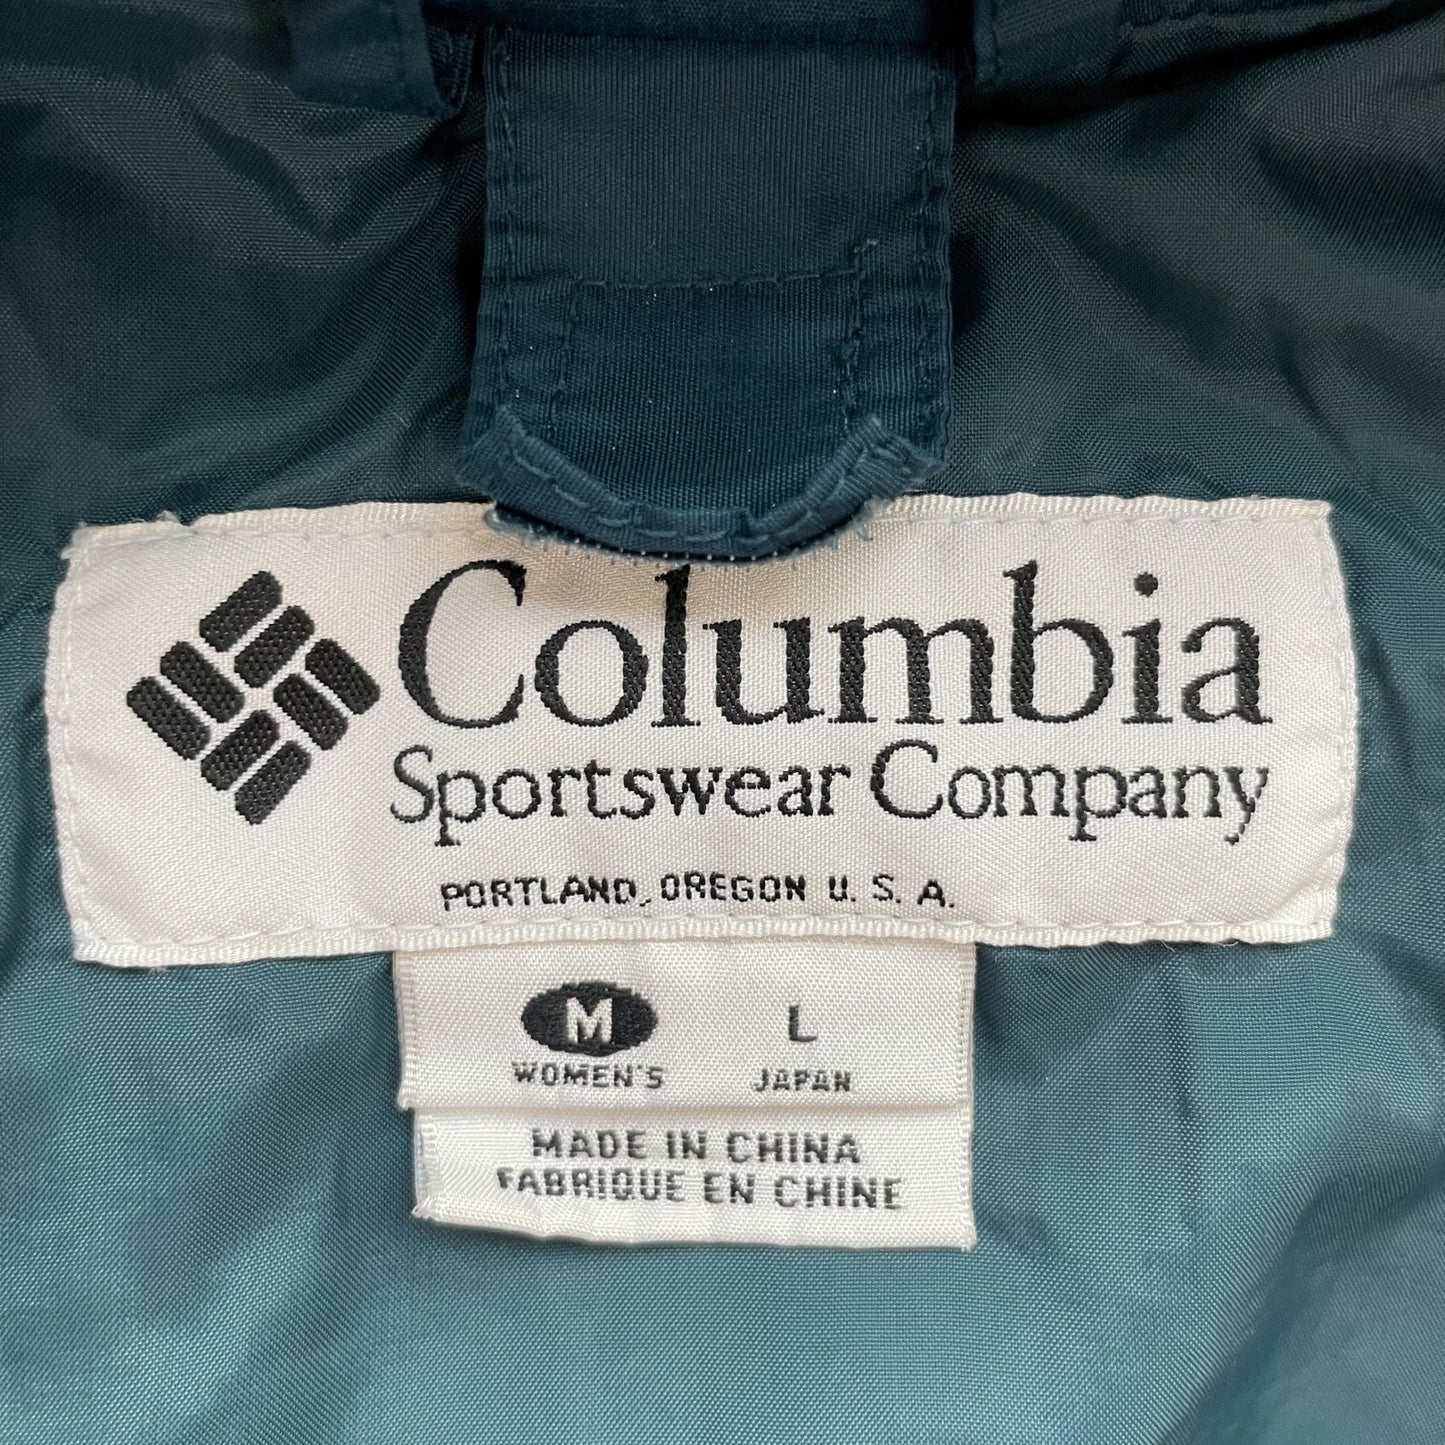 Columbia
Sportswear Company
PORTLAND, OREGON U. S. A.
M L
WOMEN'S JAPAN
MADE IN CHINA
FABRIQUE EN CHINE